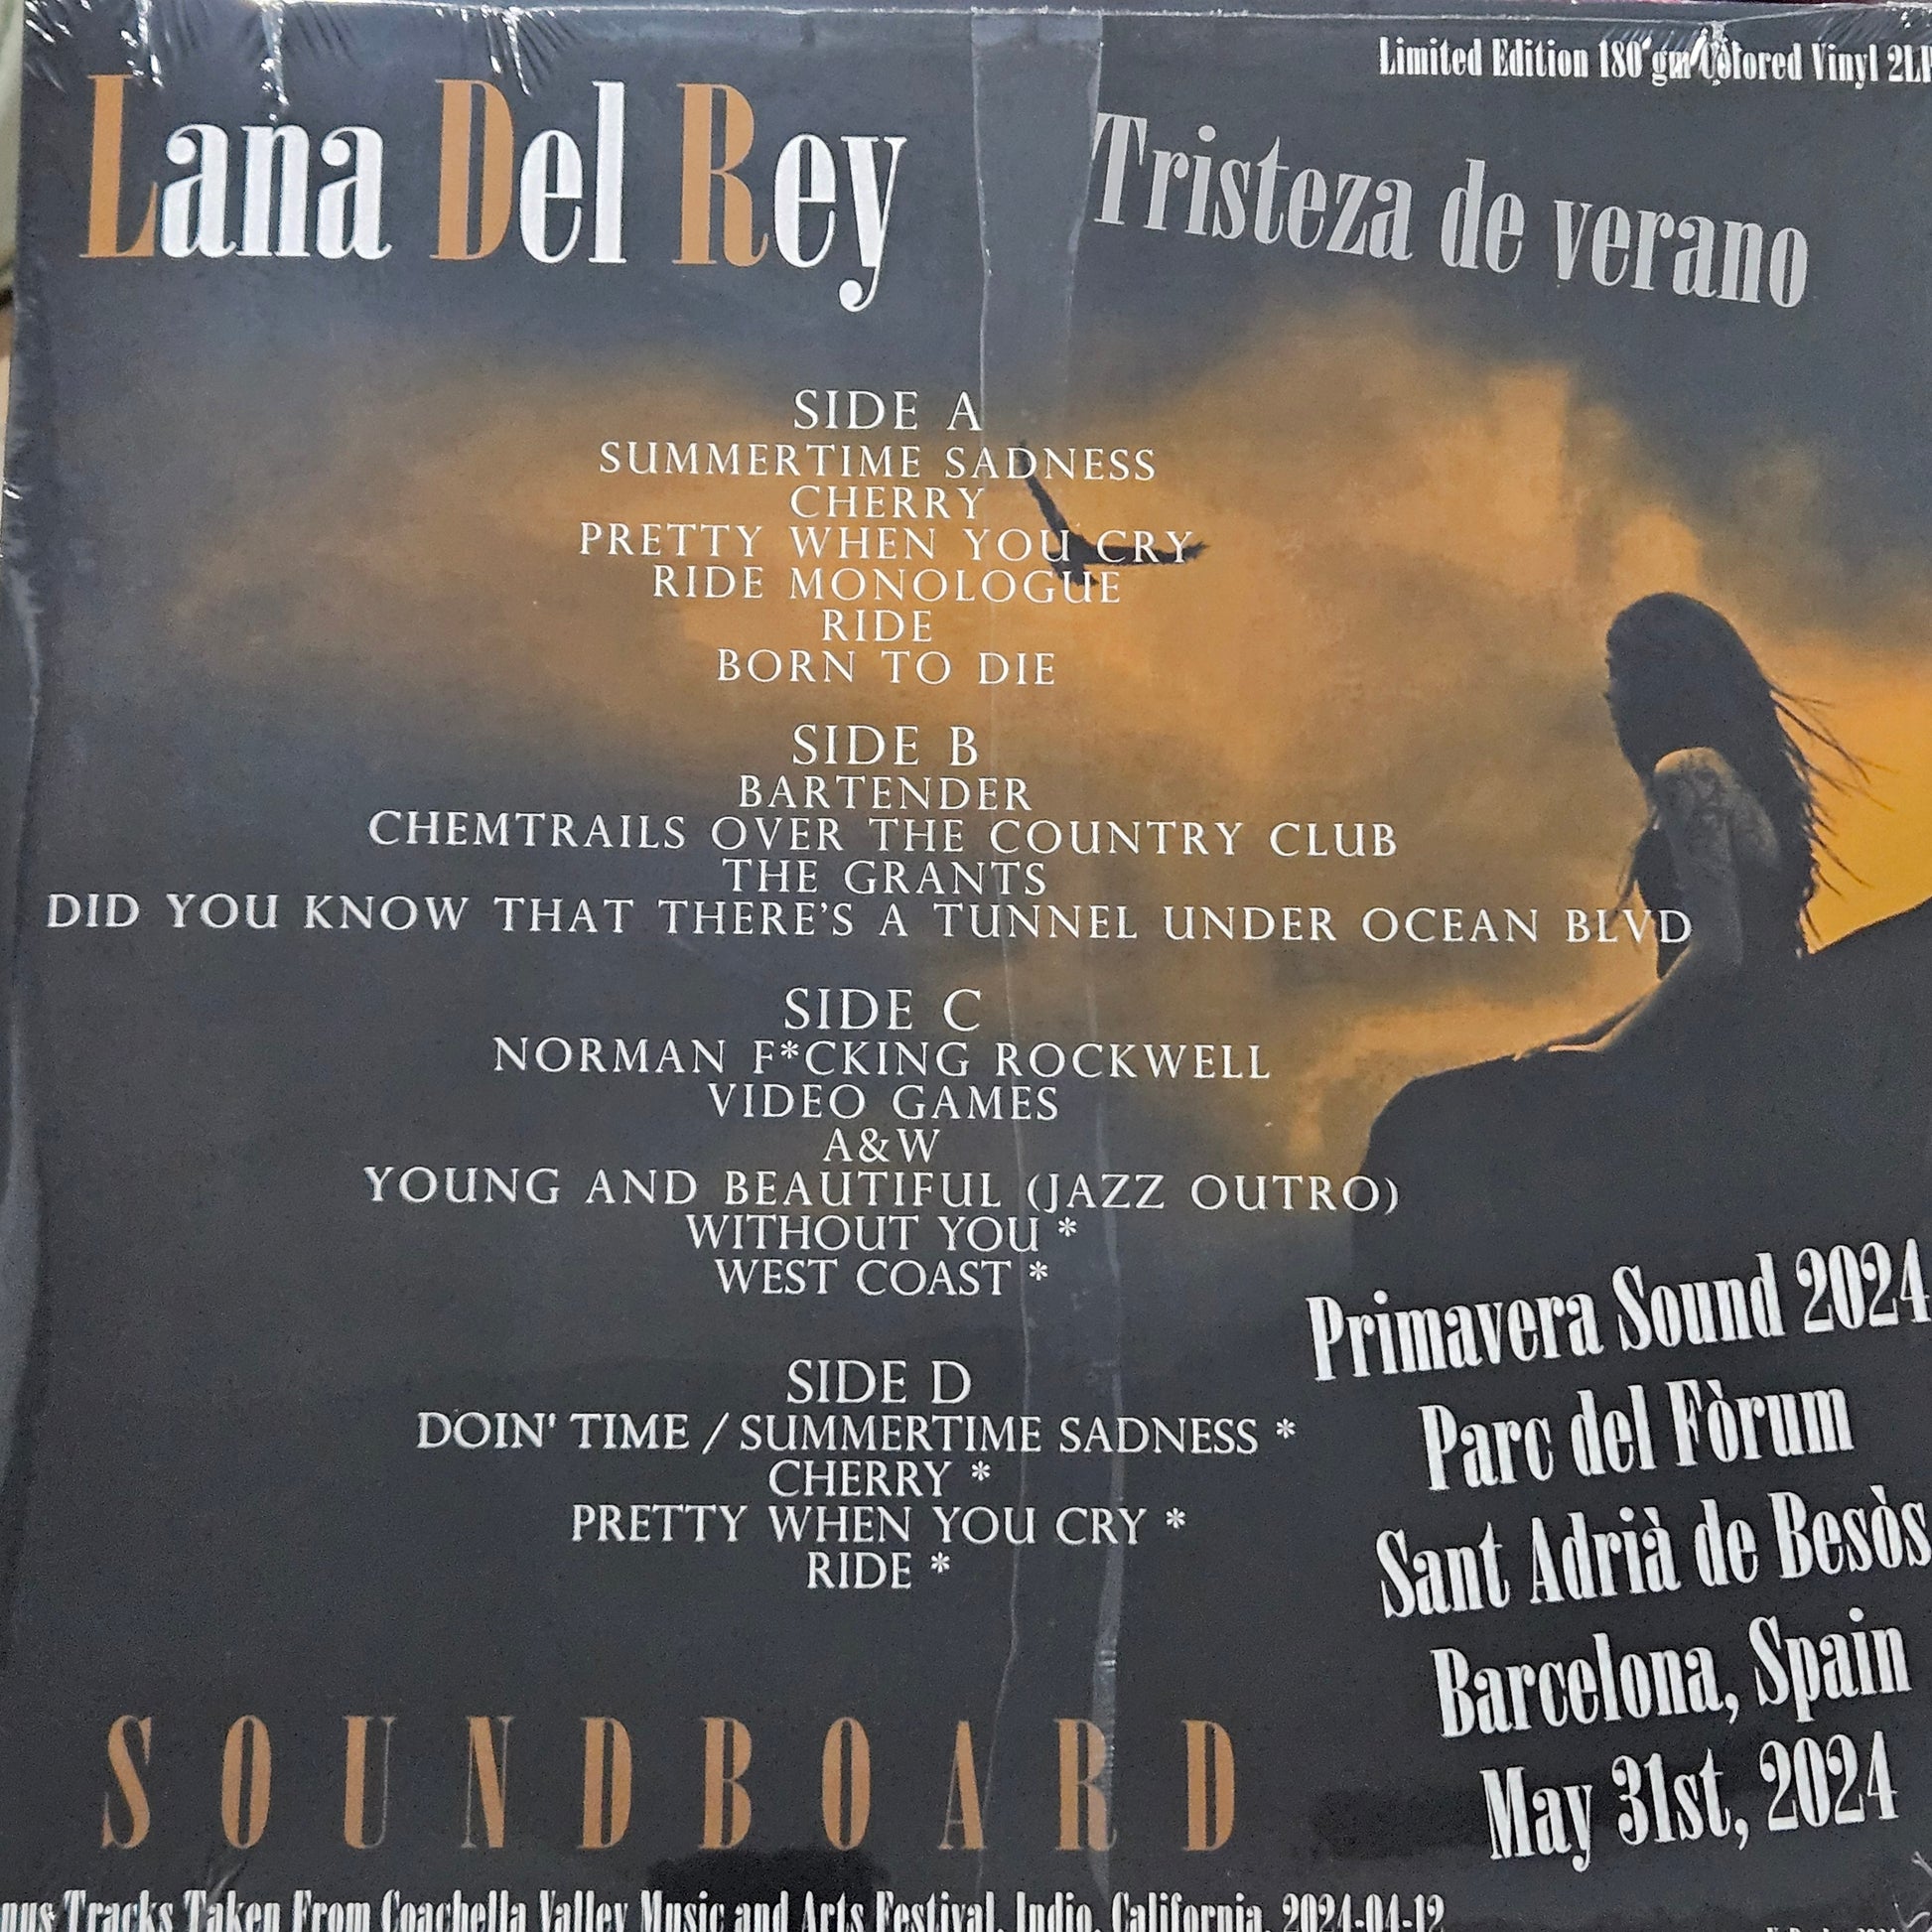 Limited Edition 180 gm Colored Vinyl 2LP
Lana Del Rey
Tristeza de verano
SIDE A
SUMMERTIME SADNESS
CHERRY
PRETTY WHEN YOU CRY
RIDE MONOLOGUE
RIDE
BORN TO DIE
SIDE B
BARTENDER
CHEMTRAILS OVER THE COUNTRY CLUB
THE GRANTS
DID YOU KNOW THAT THERE'S A TUNNEL UNDER OCEAN BLVD
SIDE C
NORMAN F*CKING ROCKWELL
VIDEO GAMES
A&W
YOUNG AND BEAUTIFUL (JAZZ OUTRO)
WITHOUT YOU *
WEST COAST *
SIDE D
DOIN' TIME / SUMMERTIME SADNESS *
CHERRY *
PRETTY WHEN YOU CRY *
RIDE *
Primavera Sound 2024
Parc del Fòrum
Sant Adrià de Besòs
Barcelona, Spain
May 31st, 2024
SOUNDBOARD
Tracks Taken From Coachella Valley Music and Arts Festival, Indio, California, 2024-04-12